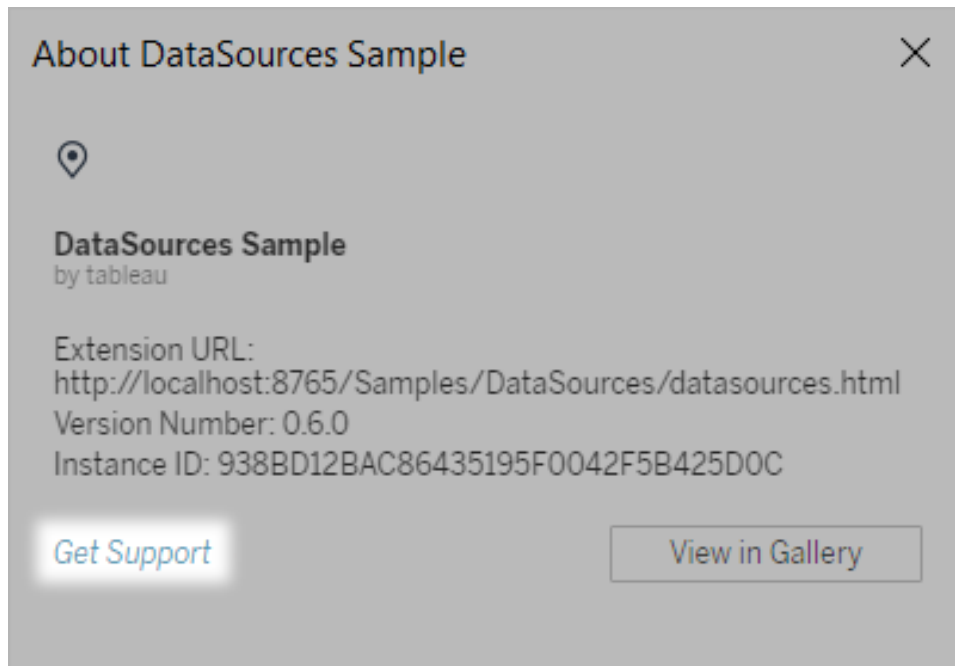 About DataSources Sample
DataSources Sample
by tableau
Extension URL:
http://localhost:8765/Samples/DataSources/datasources.html
Version Number: 0.6.0
Instance ID: 938BD12BAC86435195F0042F5B425D0C
Get Support
View in Gallery